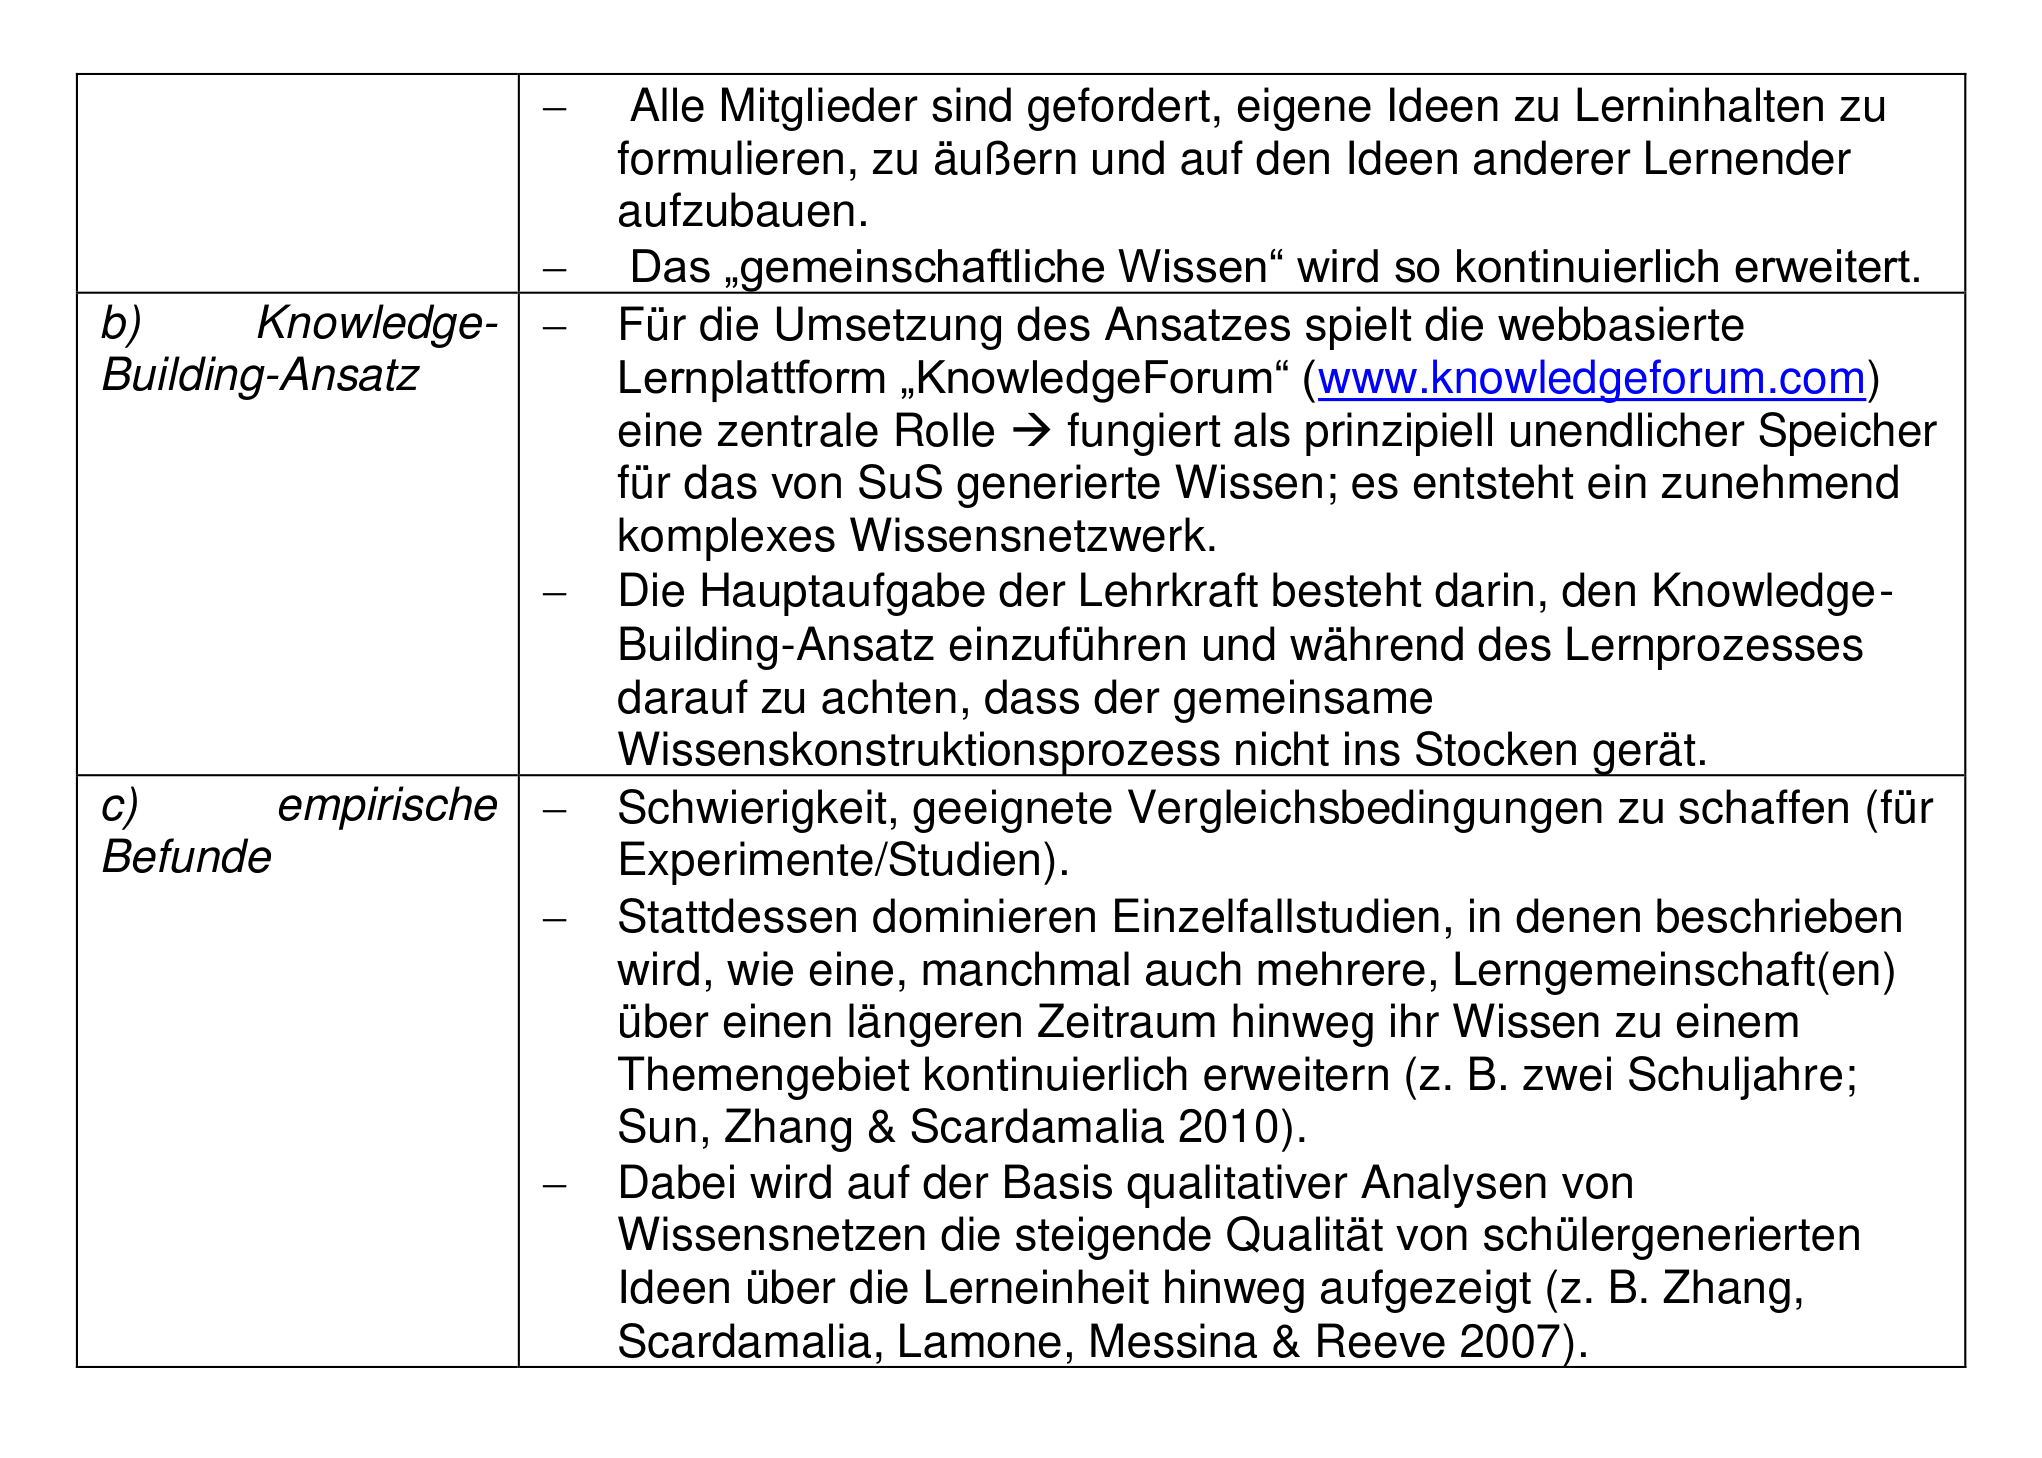 – Alle Mitglieder sind gefordert, eigene Ideen zu Lerninhalten zu
formulieren, zu äußern und auf den Ideen anderer Lernender
aufzubauen.
– Das „gemeinschaftliche Wissen“ wird so kontinuierlich erweitert.
b) Knowledge-
Building-Ansatz
– Für die Umsetzung des Ansatzes spielt die webbasierte
Lernplattform „KnowledgeForum“ (www.knowledgeforum.com)
eine zentrale Rolle → fungiert als prinzipiell unendlicher Speicher
für das von SuS generierte Wissen; es entsteht ein zunehmend
komplexes Wissensnetzwerk.
– Die Hauptaufgabe der Lehrkraft besteht darin, den Knowledge-
Building-Ansatz einzuführen und während des Lernprozesses
darauf zu achten, dass der gemeinsame
Wissenskonstruktionsprozess nicht ins Stocken gerät.
c) empirische
Befunde
– Schwierigkeit, geeignete Vergleichsbedingungen zu schaffen (für
Experimente/Studien).
– Stattdessen dominieren Einzelfallstudien, in denen beschrieben
wird, wie eine, manchmal auch mehrere, Lerngemeinschaft(en)
über einen längeren Zeitraum hinweg ihr Wissen zu einem
Themengebiet kontinuierlich erweitern (z. B. zwei Schuljahre;
Sun, Zhang & Scardamalia 2010).
– Dabei wird auf der Basis qualitativer Analysen von
Wissensnetzen die steigende Qualität von schülergenerierten
Ideen über die Lerneinheit hinweg aufgezeigt (z. B. Zhang,
Scardamalia, Lamone, Messina & Reeve 2007).